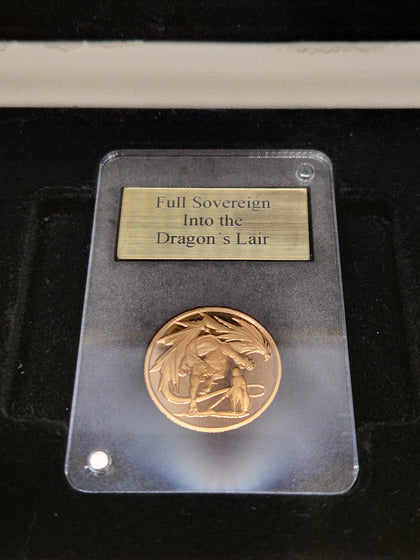 Full Sovereign
Into the
Dragon´s Lair